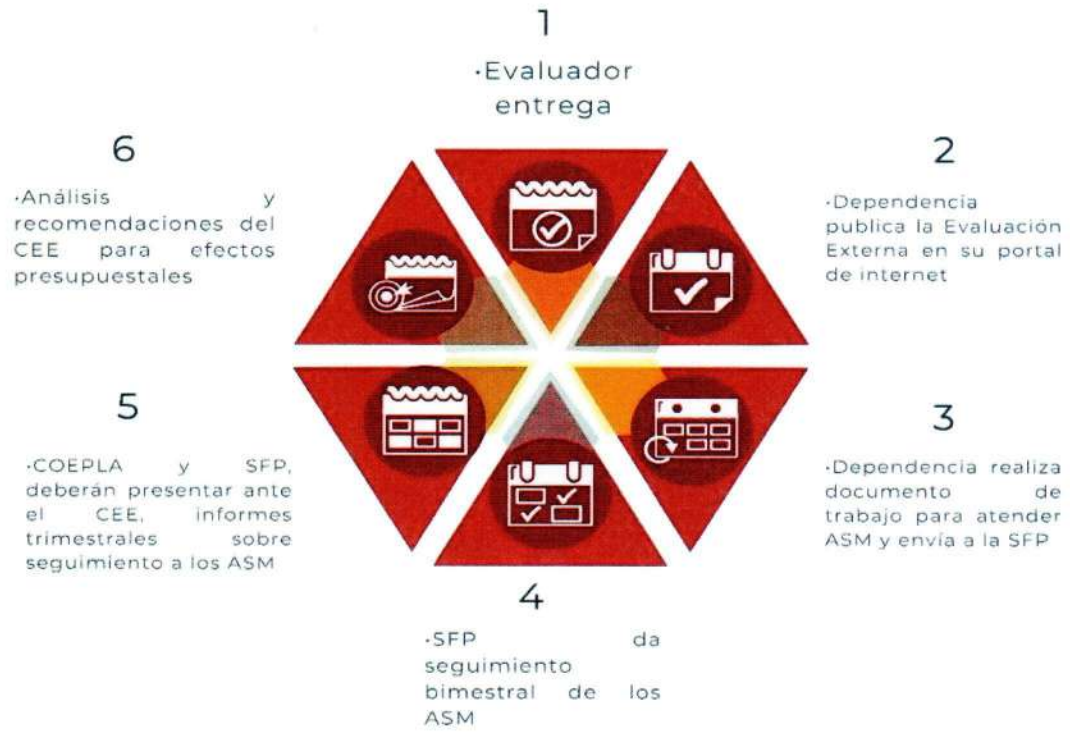 1
·Evaluador
entrega
2
·Dependencia
publica la Evaluación
Externa en su portal
de internet
3
·Dependencia realiza
documento de
trabajo para atender
ASM y envía a la SFP
4
·SFP da
seguimiento
bimestral de los
ASM
5
·COEPLA y SFP,
deberán presentar ante
el CEE, informes
trimestrales sobre
seguimiento a los ASM
6
·Análisis y
recomendaciones del
CEE para efectos
presupuestales